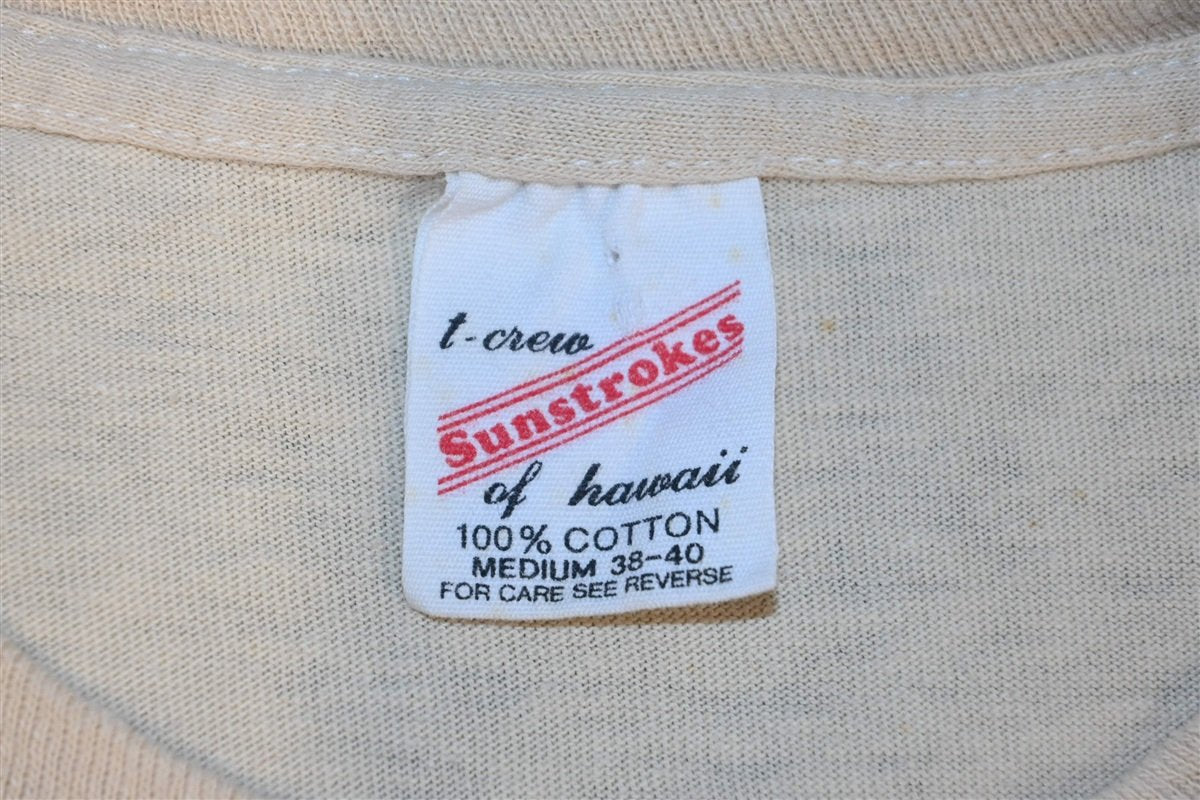 t-crew
Sunstrokes
of hawaii
100% COTTON
MEDIUM 38-40
FOR CARE SEE REVERSE